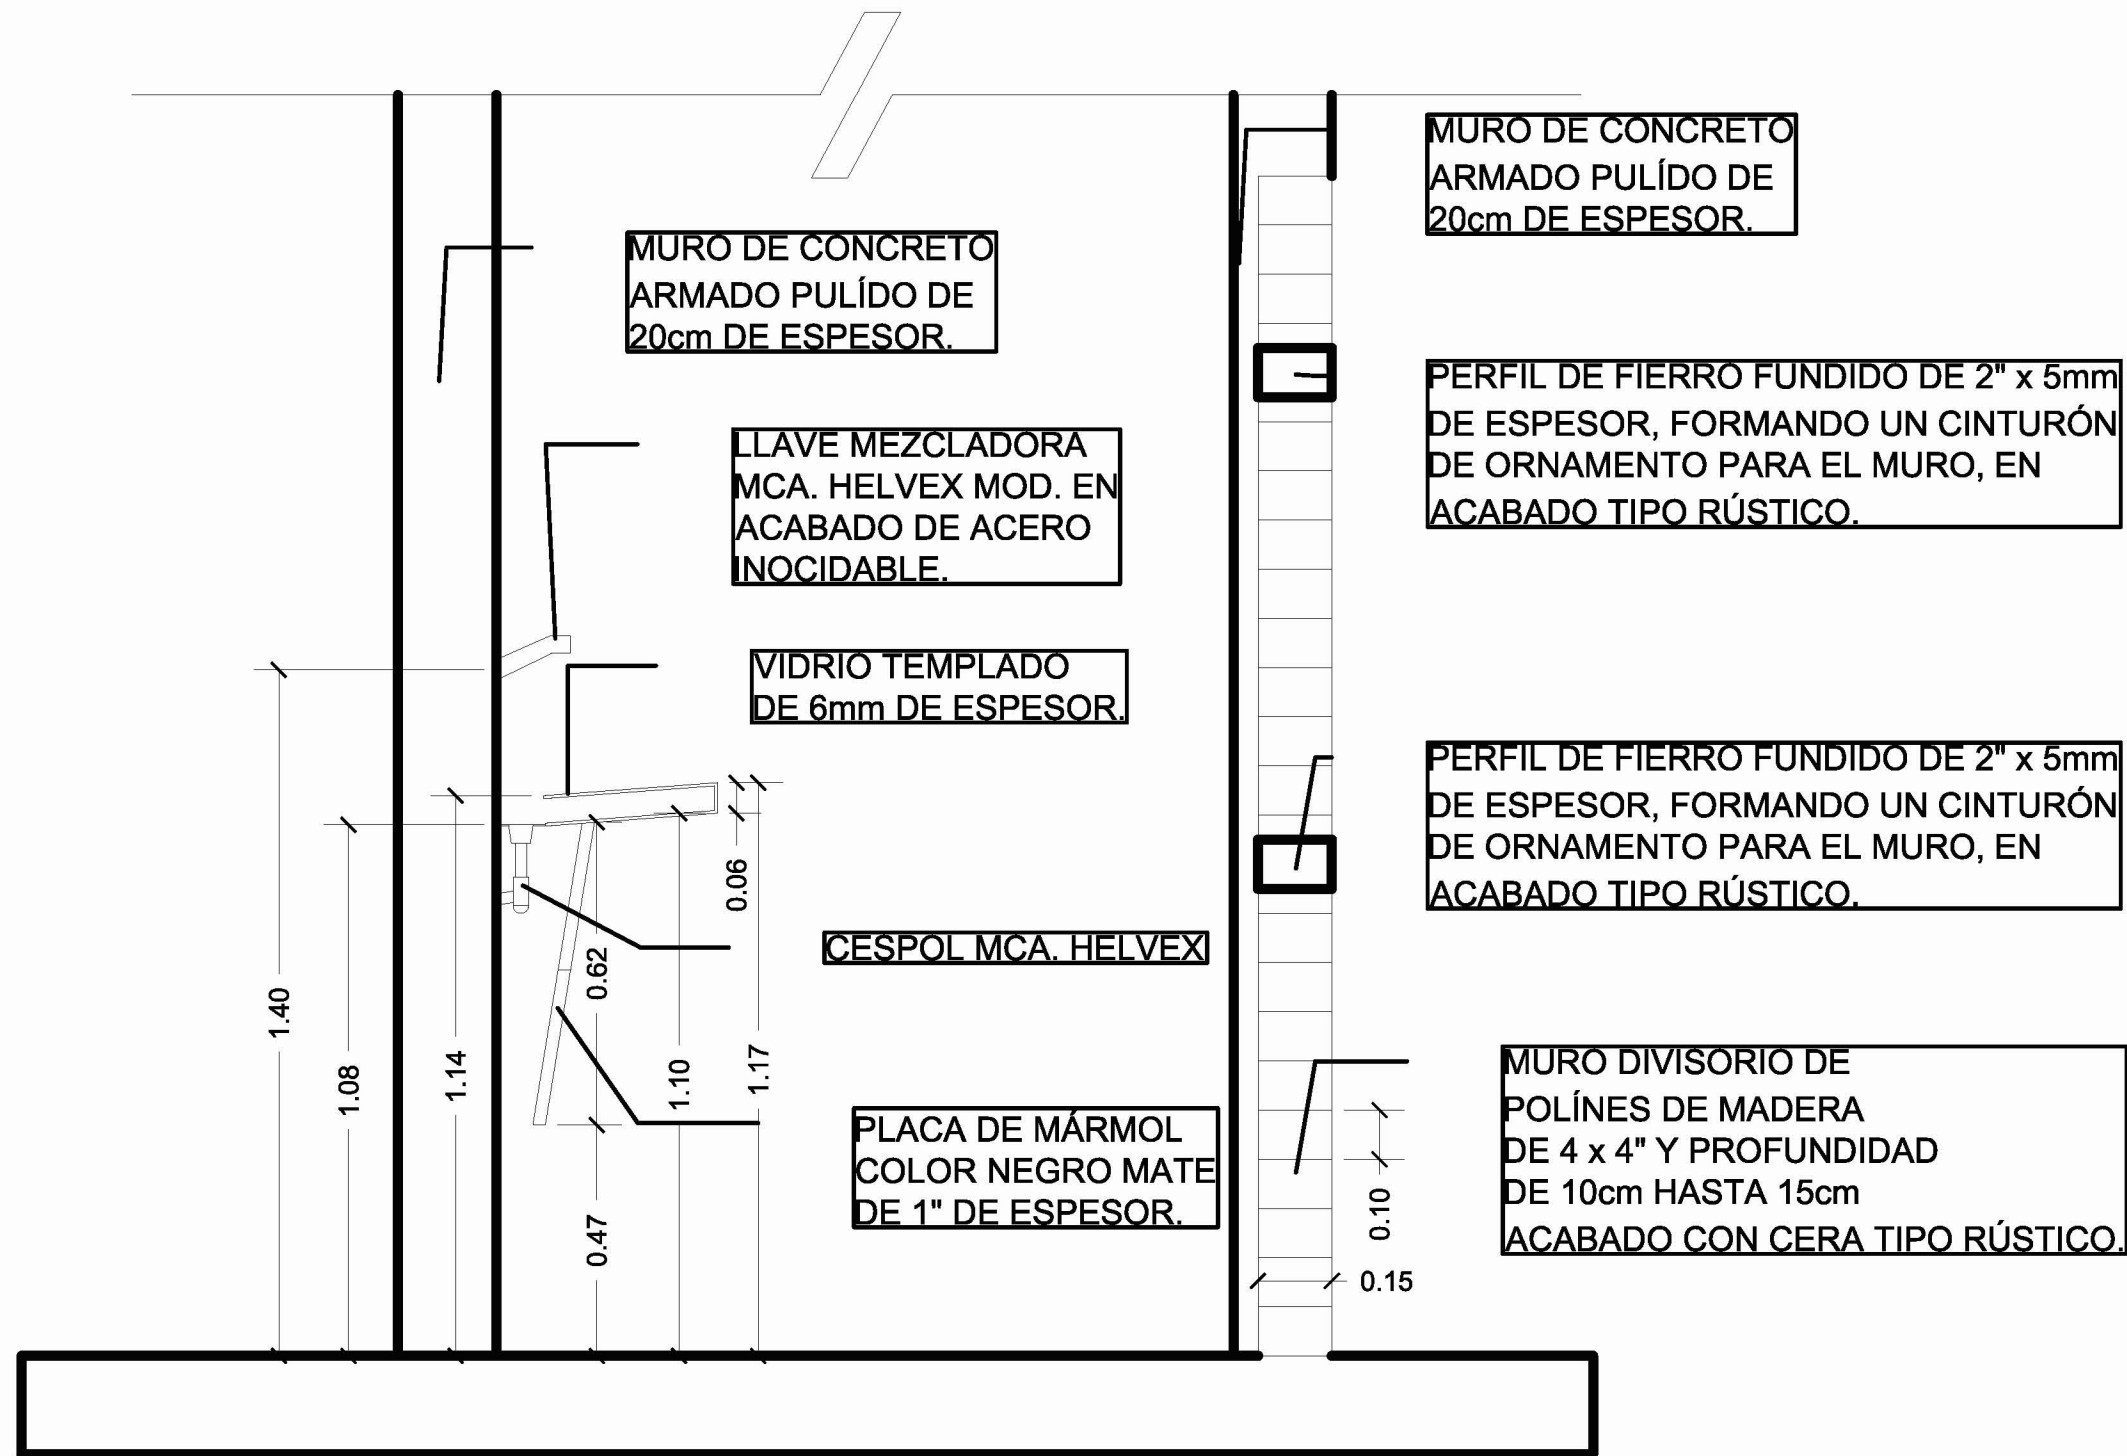 MURO DE CONCRETO
ARMADO PULÍDO DE
20cm DE ESPESOR.
MURO DE CONCRETO
ARMADO PULÍDO DE
20cm DE ESPESOR.
LLAVE MEZCLADORA
MCA. HELVEX MOD. EN
ACABADO DE ACERO
INOCIDABLE.
PERFIL DE FIERRO FUNDIDO DE 2" x 5mm
DE ESPESOR, FORMANDO UN CINTURÓN
DE ORNAMENTO PARA EL MURO, EN
ACABADO TIPO RÚSTICO.
VIDRIO TEMPLADO
DE 6mm DE ESPESOR.
PERFIL DE FIERRO FUNDIDO DE 2" x 5mm
DE ESPESOR, FORMANDO UN CINTURÓN
DE ORNAMENTO PARA EL MURO, EN
ACABADO TIPO RÚSTICO.
CESPOL MCA. HELVEX
PLACA DE MÁRMOL
COLOR NEGRO MATE
DE 1" DE ESPESOR.
MURO DIVISORIO DE
POLÍNES DE MADERA
DE 4 x 4" Y PROFUNDIDAD
DE 10cm HASTA 15cm
ACABADO CON CERA TIPO RÚSTICO.
1.40
1.08
1.14
0.62
0.47
1.10
0.06
1.17
0.10
0.15